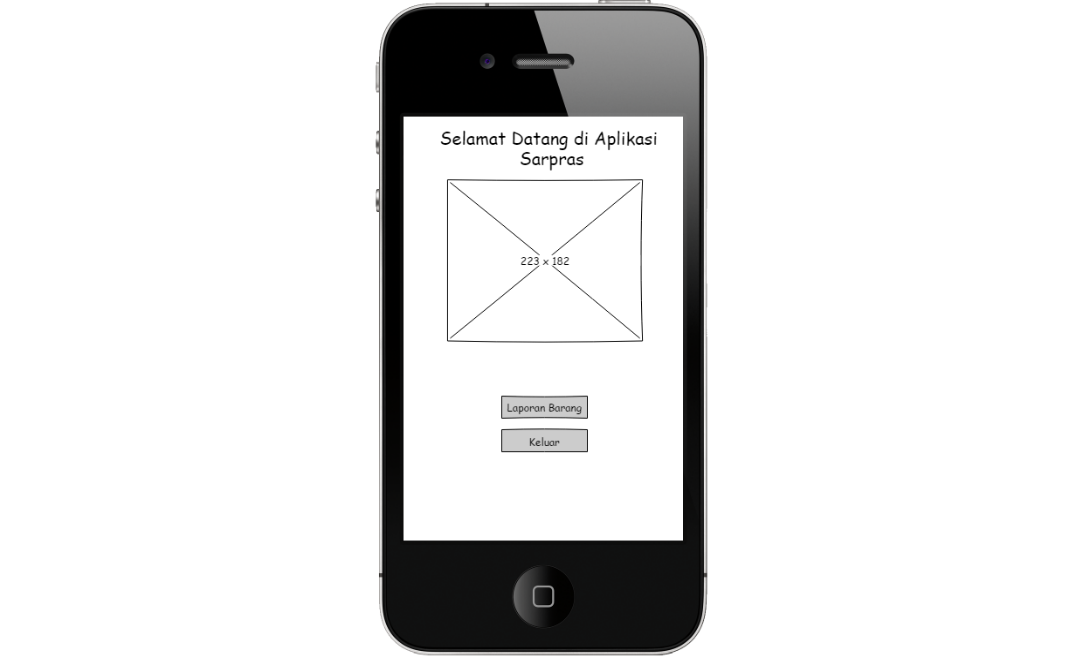 Selamat Datang di Aplikasi
Sarpras
223 x 182
Laporan Barang
Keluar